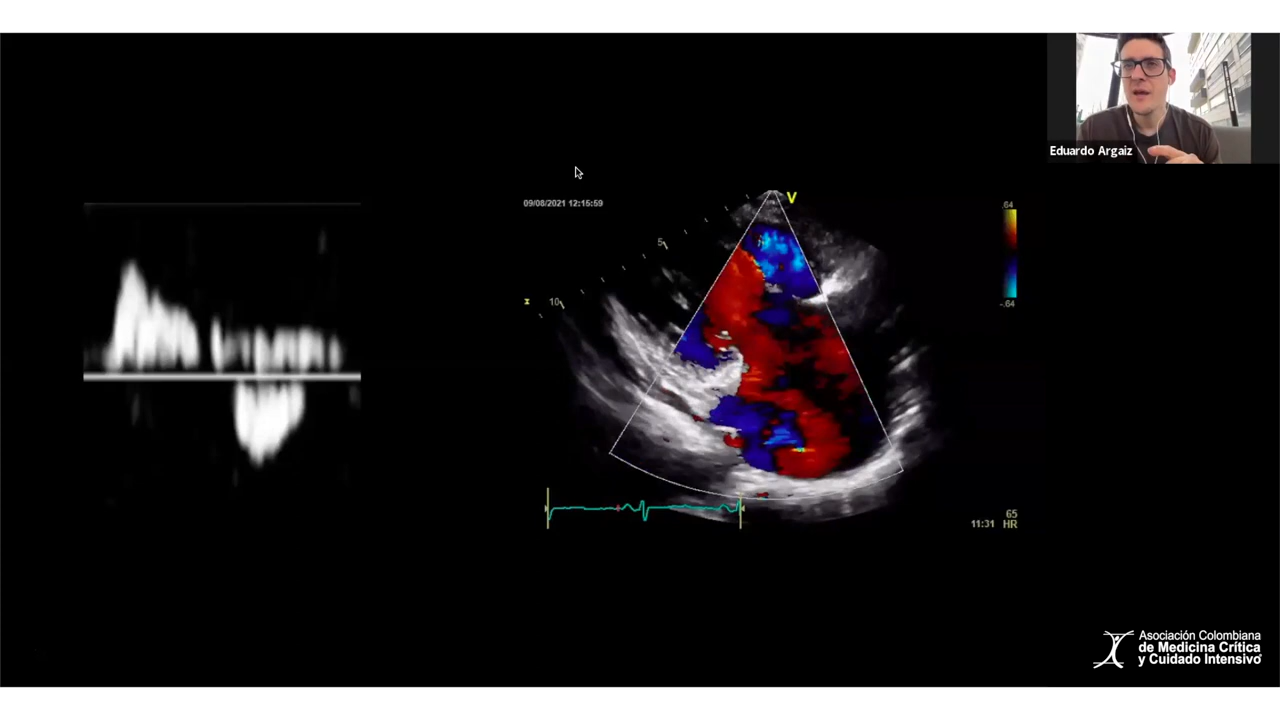 Eduardo Argaiz
09/08/2021 12:15:59
V
.64
5
10
-.64
65
11:31 HR
Asociación Colombiana
de Medicina Crítica
y Cuidado Intensivo